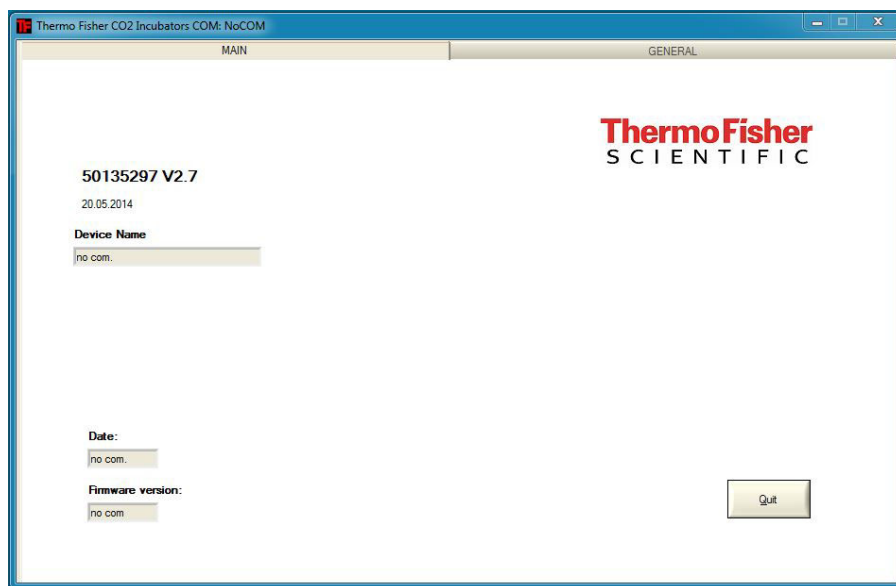 Thermo Fisher CO2 Incubators COM: NoCOM
MAIN
GENERAL
ThermoFisher
SCIENTIFIC
50135297 V2.7
20.05.2014
Device Name
no com.
Date:
no com.
Firmware version:
no com
Quit